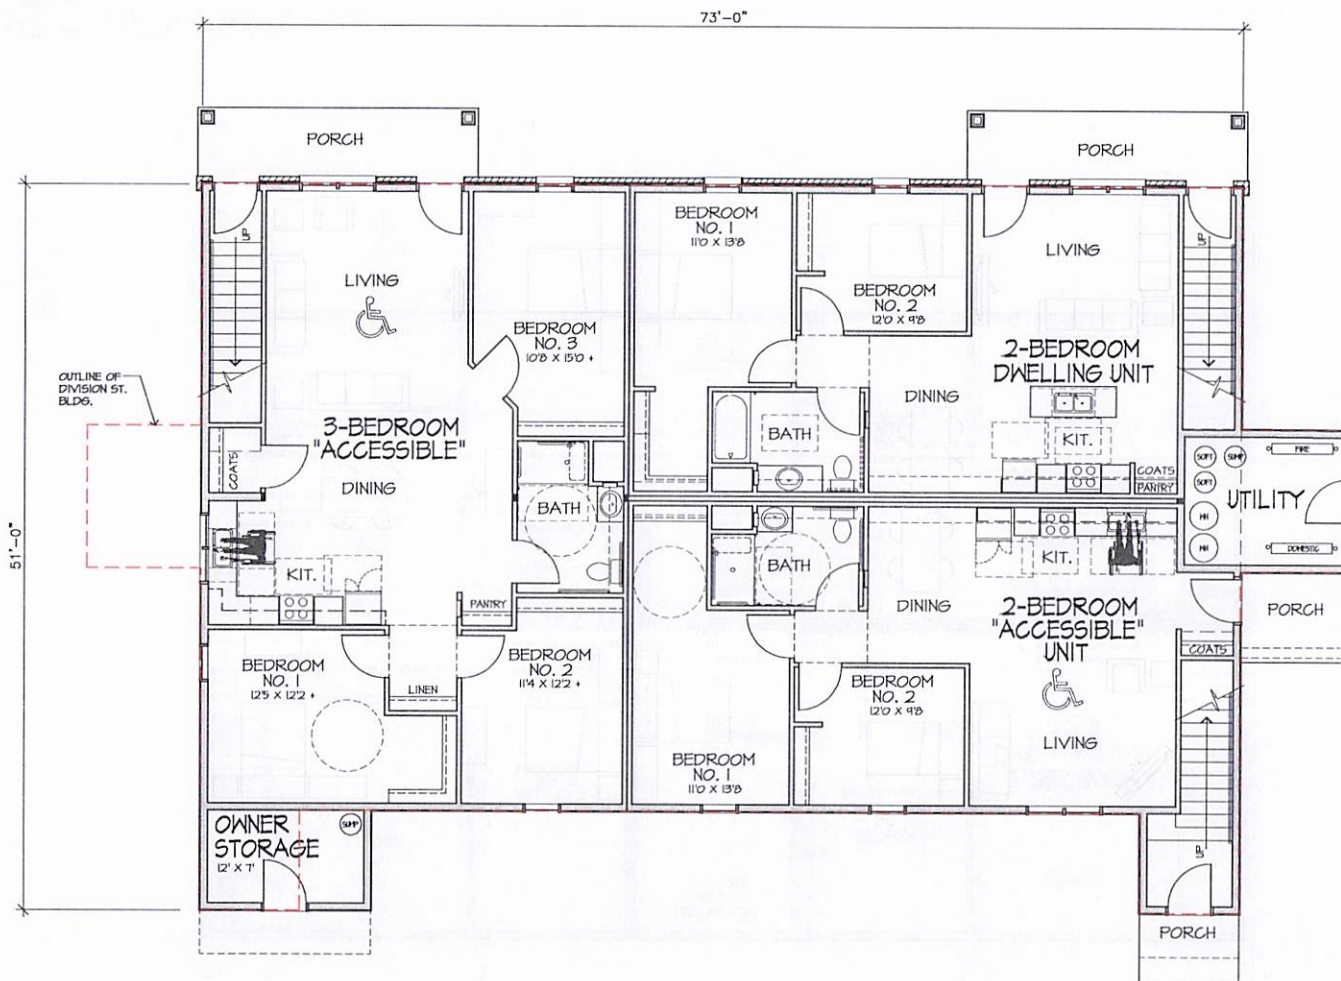 73'-0"
PORCH
PORCH
UP
LIVING
BEDROOM
NO. 3
10'8 X 15'0 +
BEDROOM
NO. 1
11'0 X 13'8
BEDROOM
NO. 2
12'0 X 9'8
LIVING
UP
2-BEDROOM
DWELLING UNIT
OUTLINE OF
DIVISION ST.
BLDG.
3-BEDROOM
"ACCESSIBLE"
COATS
DINING
BATH
DINING
KIT.
BATH
COATS
PANTRY
SOFT
SUMP
SOFT
WH
WH
FIRE
UTILITY
DOMESTIC
51'-0"
KIT.
PANTRY
BATH
KIT.
DINING
2-BEDROOM
"ACCESSIBLE"
UNIT
COATS
PORCH
BEDROOM
NO. 1
12'5 X 12'2 +
LINEN
BEDROOM
NO. 2
11'4 X 12'2 +
BEDROOM
NO. 1
11'0 X 13'8
BEDROOM
NO. 2
12'0 X 9'8
LIVING
OWNER
STORAGE
12' X 7'
SUMP
UP
PORCH